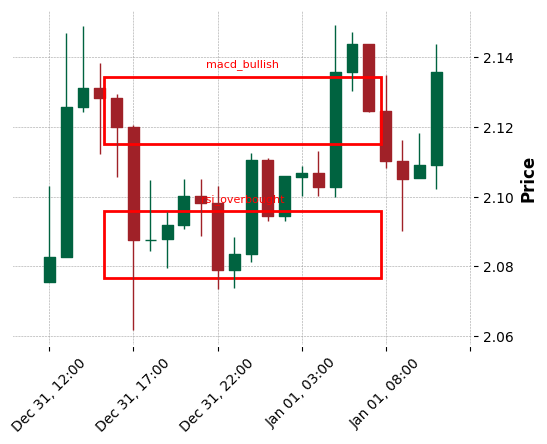 macd_bullish
2.14
2.12
2.10
2.08
2.06
Price
Dec 31, 12:00
Dec 31, 17:00
Dec 31, 22:00
Jan 01, 03:00
Jan 01, 08:00